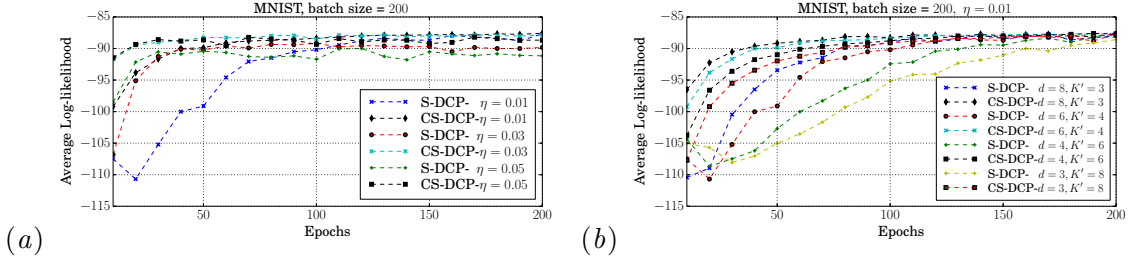 MNIST, batch size = 200
−85
−90
−95
−100
−105
−110
−115
Average Log-likelihood
S-DCP- η = 0.01
CS-DCP-η = 0.01
S-DCP- η = 0.03
CS-DCP-η = 0.03
S-DCP- η = 0.05
CS-DCP-η = 0.05
50
100
150
200
Epochs
(a)
MNIST, batch size = 200, η = 0.01
−85
−90
−95
−100
−105
−110
−115
Average Log-likelihood
S-DCP- d = 8, K′ = 3
CS-DCP-d = 8, K′ = 3
S-DCP- d = 6, K′ = 4
CS-DCP-d = 6, K′ = 4
S-DCP- d = 4, K′ = 6
CS-DCP-d = 4, K′ = 6
S-DCP- d = 3, K′ = 8
CS-DCP-d = 3, K′ = 8
50
100
150
200
Epochs
(b)